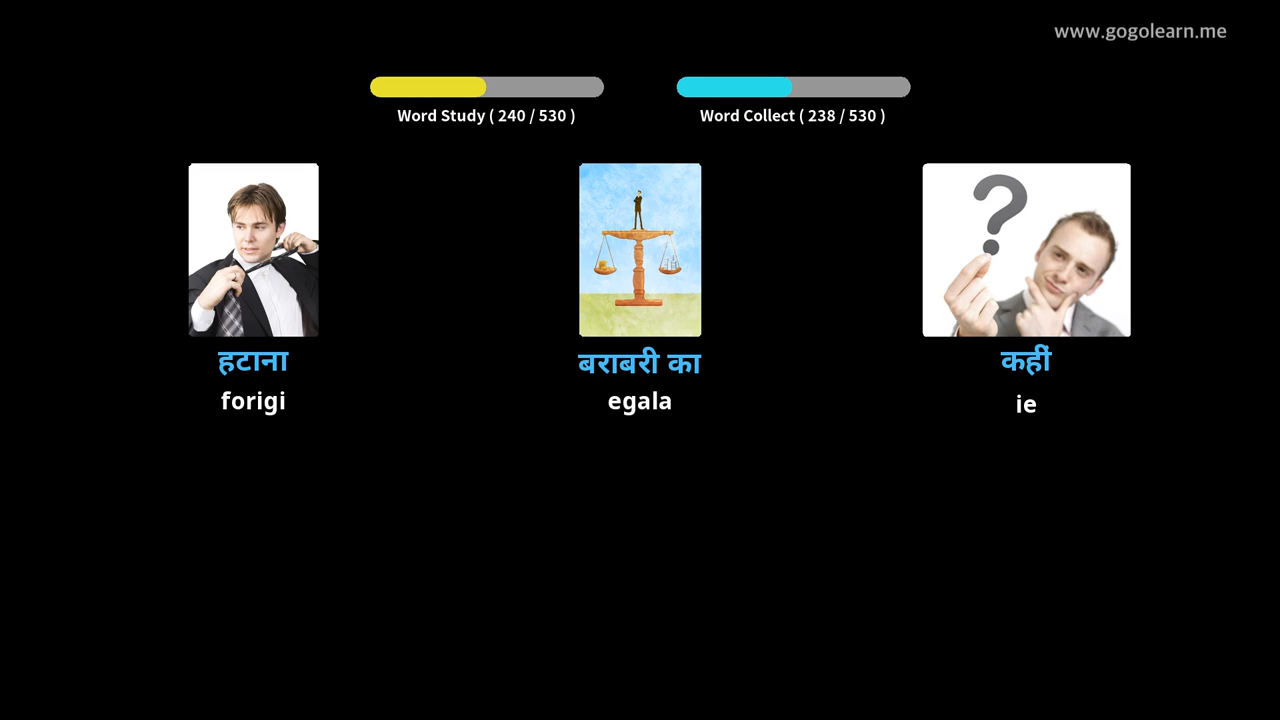 www.gogolearn.me
Word Study ( 240 / 530 )
Word Collect ( 238 / 530 )
हटाना
बराबरी का
कहीं
forigi
egala
ie